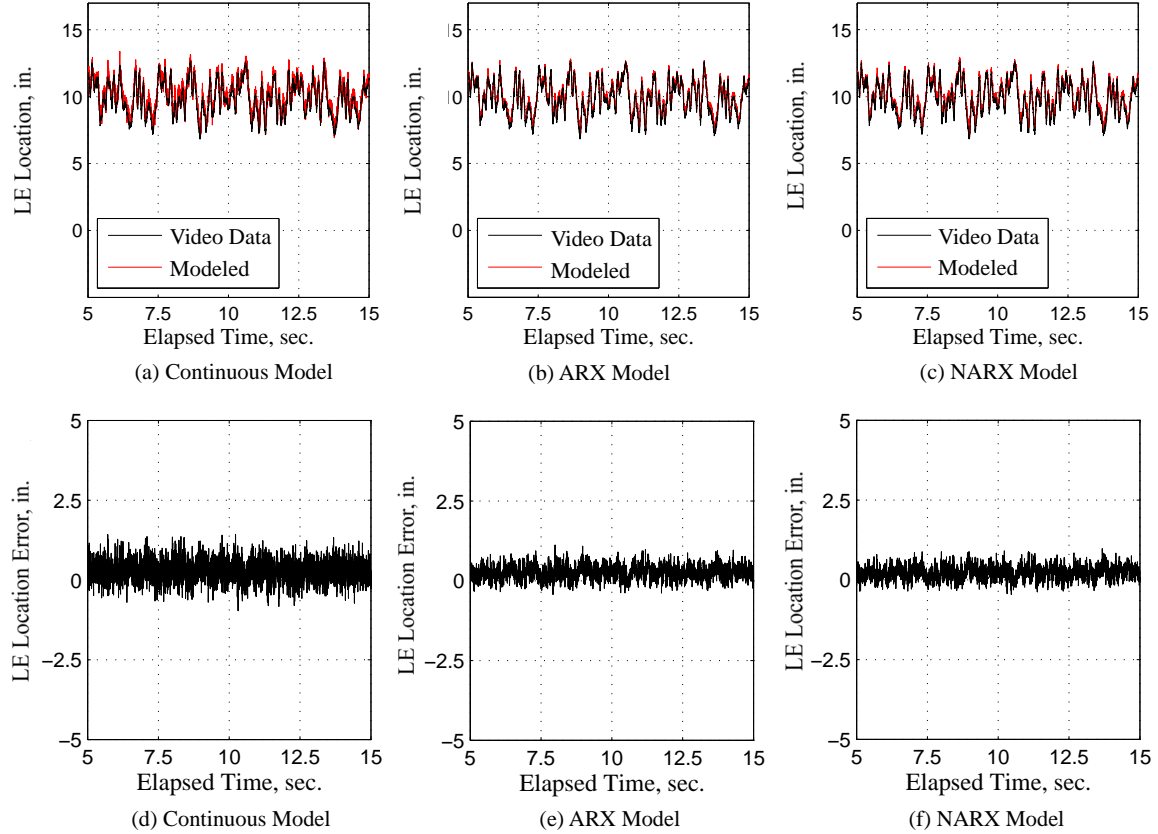 LE Location, in.
15
10
5
0
Video Data
Modeled
5 7.5 10 12.5 15
Elapsed Time, sec.
(a) Continuous Model
LE Location, in.
15
10
5
0
Video Data
Modeled
5 7.5 10 12.5 15
Elapsed Time, sec.
(b) ARX Model
LE Location, in.
15
10
5
0
Video Data
Modeled
5 7.5 10 12.5 15
Elapsed Time, sec.
(c) NARX Model
LE Location Error, in.
5
2.5
0
−2.5
−5
5 7.5 10 12.5 15
Elapsed Time, sec.
(d) Continuous Model
LE Location Error, in.
5
2.5
0
−2.5
−5
5 7.5 10 12.5 15
Elapsed Time, sec.
(e) ARX Model
LE Location Error, in.
5
2.5
0
−2.5
−5
5 7.5 10 12.5 15
Elapsed Time, sec.
(f) NARX Model